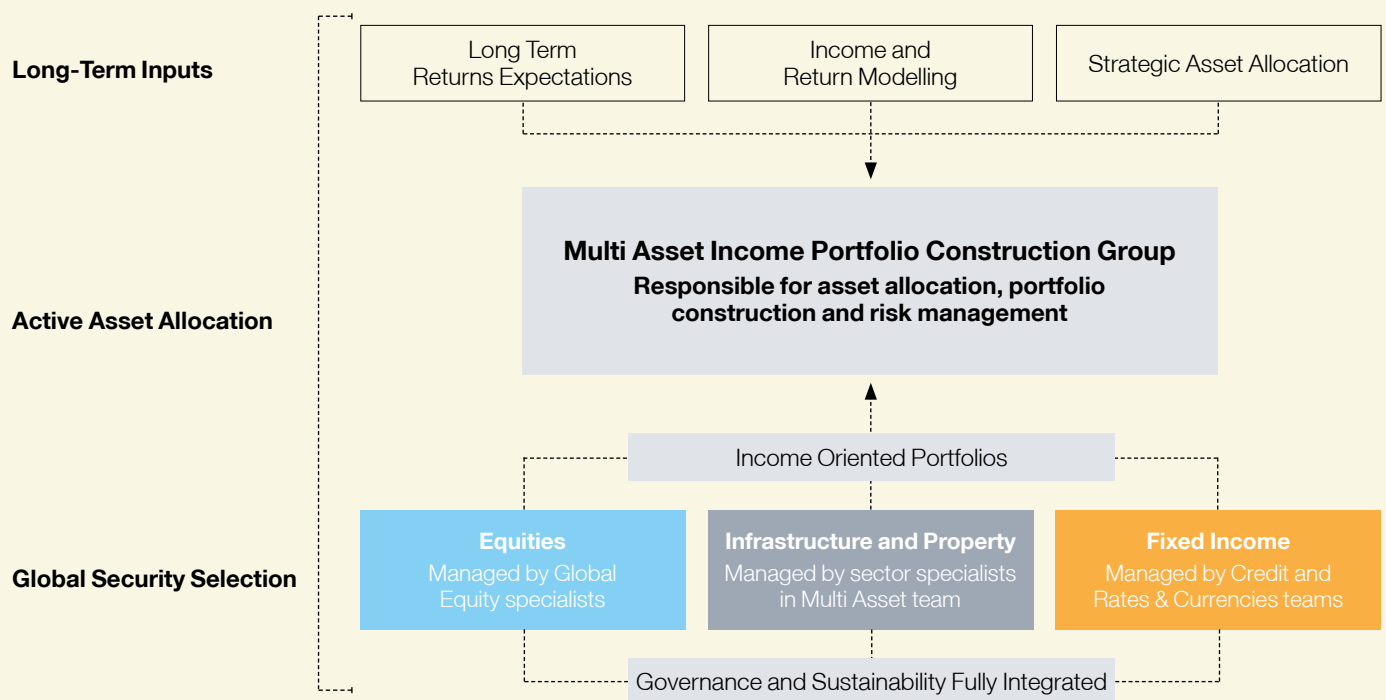 Long-Term Inputs
Long Term
Returns Expectations
Income and
Return Modelling
Strategic Asset Allocation
Active Asset Allocation
Multi Asset Income Portfolio Construction Group
Responsible for asset allocation, portfolio
construction and risk management
Income Oriented Portfolios
Global Security Selection
Equities
Managed by Global
Equity specialists
Infrastructure and Property
Managed by sector specialists
in Multi Asset team
Fixed Income
Managed by Credit and
Rates & Currencies teams
Governance and Sustainability Fully Integrated